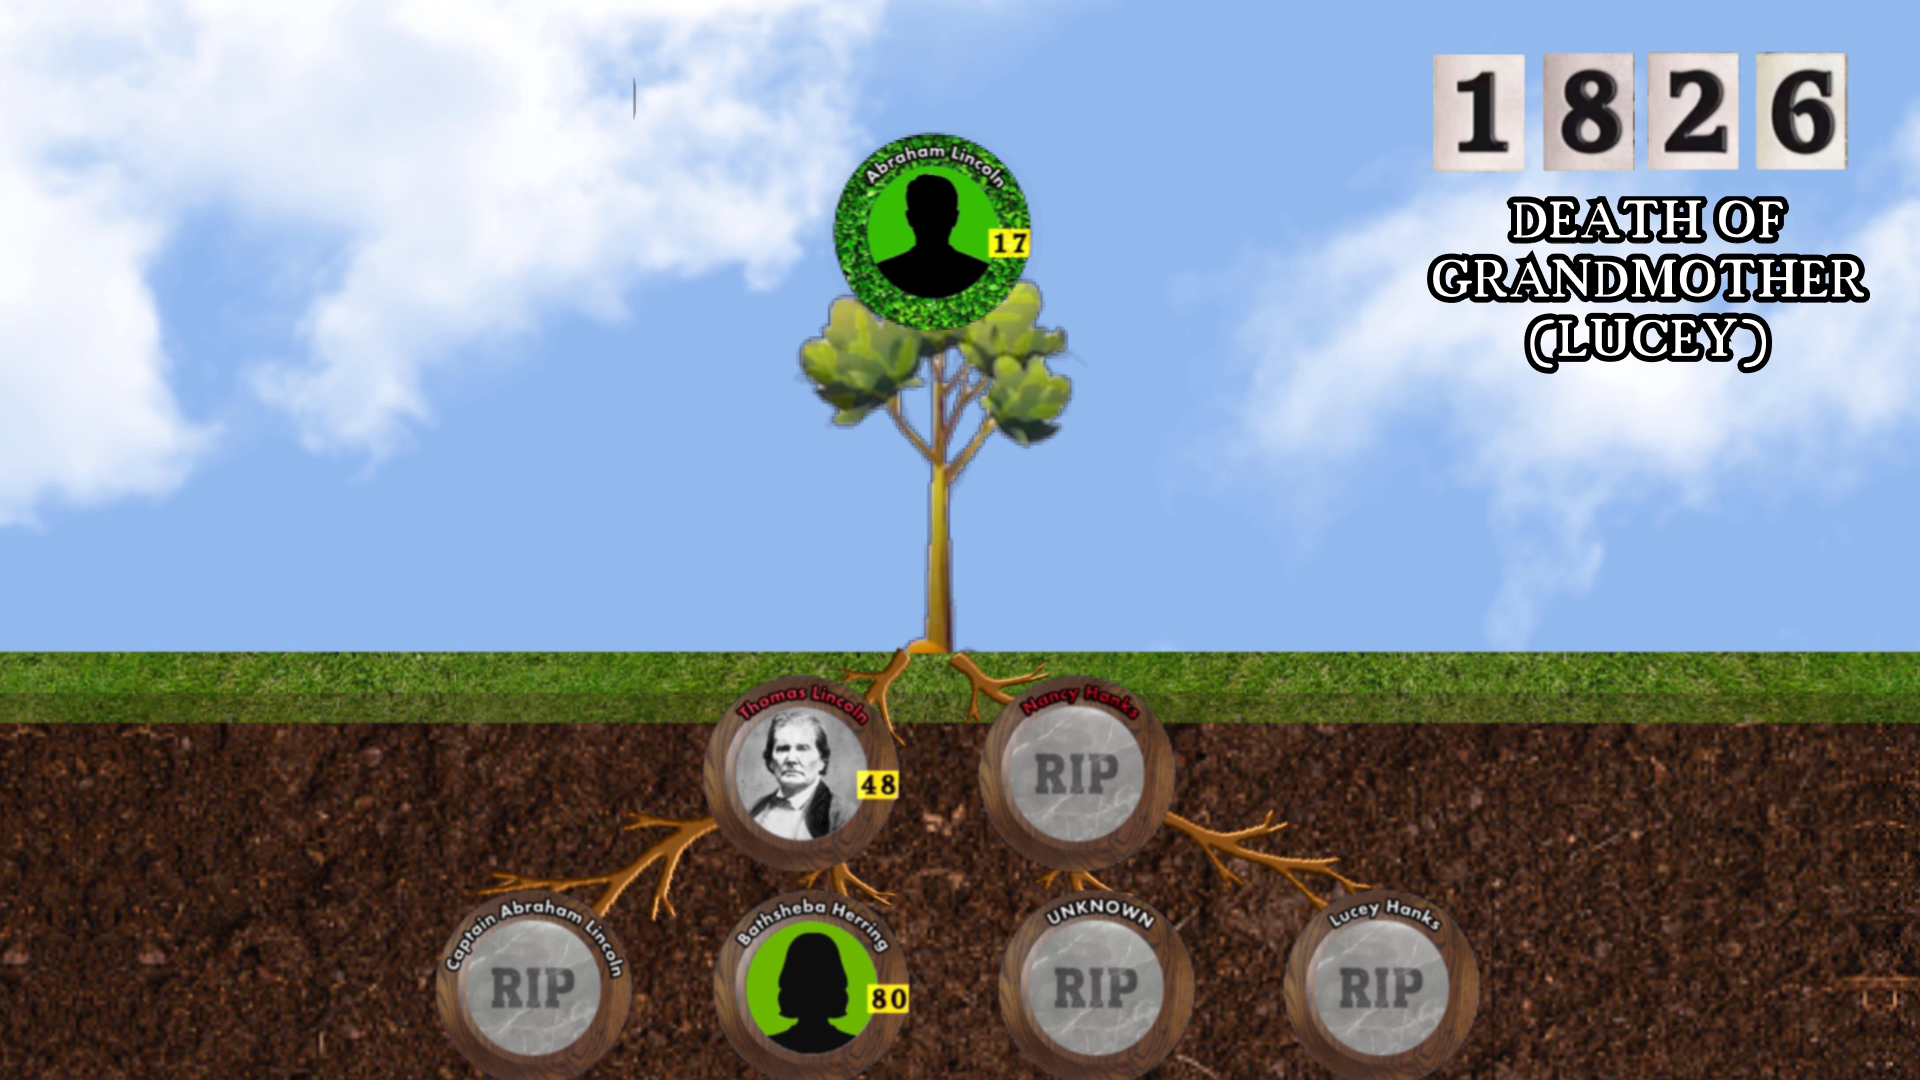 1826
DEATH OF
GRANDMOTHER
(LUCEY)
Abraham Lincoln
17
Thomas Lincoln
48
Nancy Hanks
RIP
Captain Abraham Lincoln
RIP
Bathsheba Herring
80
UNKNOWN
RIP
Lucey Hanks
RIP